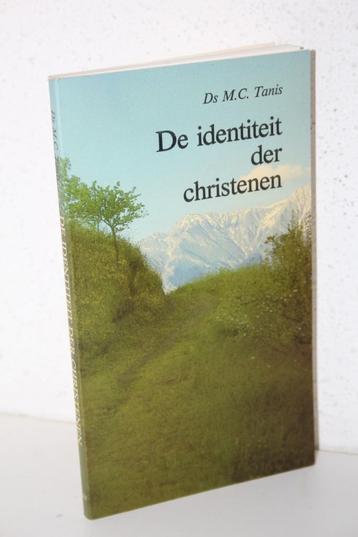 Ds M.C. Tanis
De identiteit
der
christenen